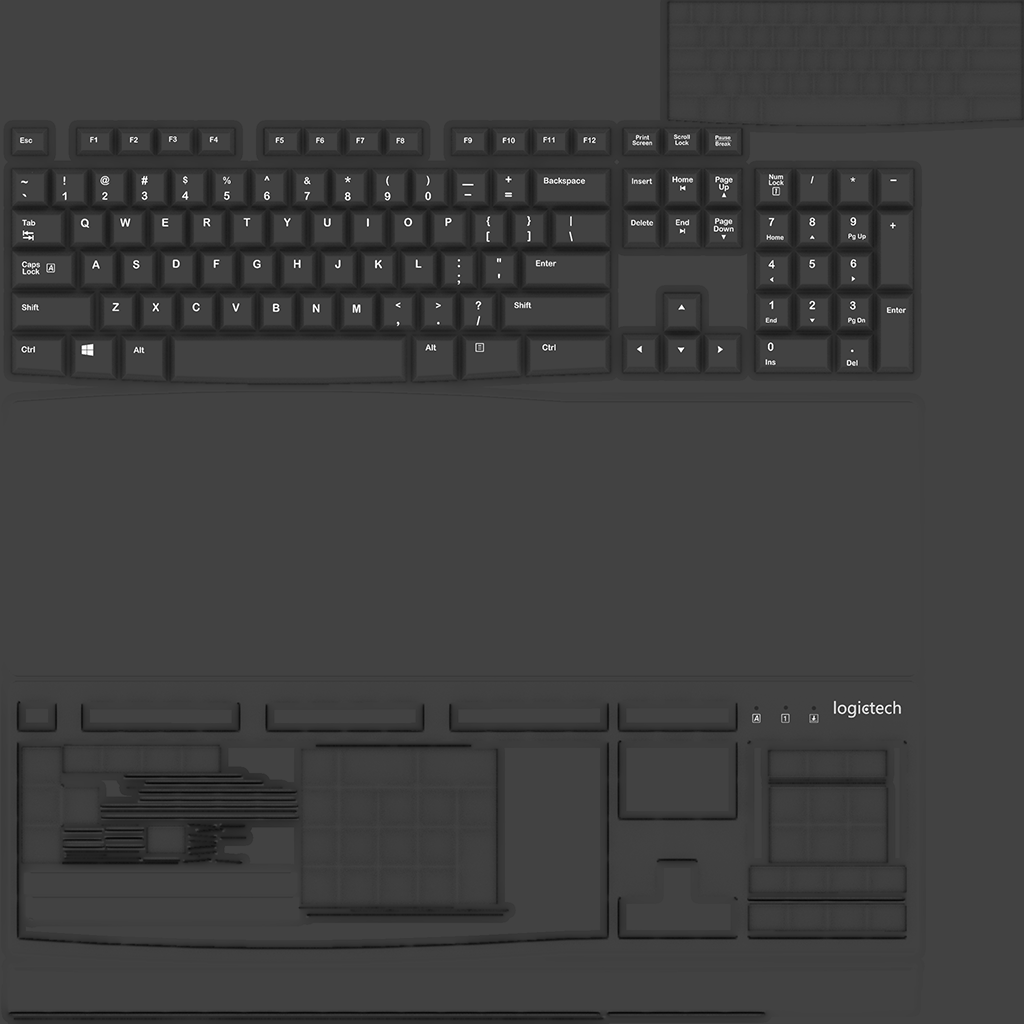 Esc F1 F2 F3 F4 F5 F6 F7 F8 F9 F10 F11 F12 Print Screen Scroll Lock Pause Break
~ ! @ # $ % ^ & * ( ) _ +
` 1 2 3 4 5 6 7 8 9 0 - = Backspace Insert Home Page Up Num Lock 1 / * -
Tab Q W E R T Y U I O P { [ } ] | \ Delete End Page Down 7 Home 8 9 Pg Up +
Caps Lock A A S D F G H J K L : ; " ' Enter 4 5 6
Shift Z X C V B N M < , > . ? / Shift 1 End 2 3 Pg Dn Enter
Ctrl Alt Alt Ctrl 0 Ins . Del
A 1 logictech